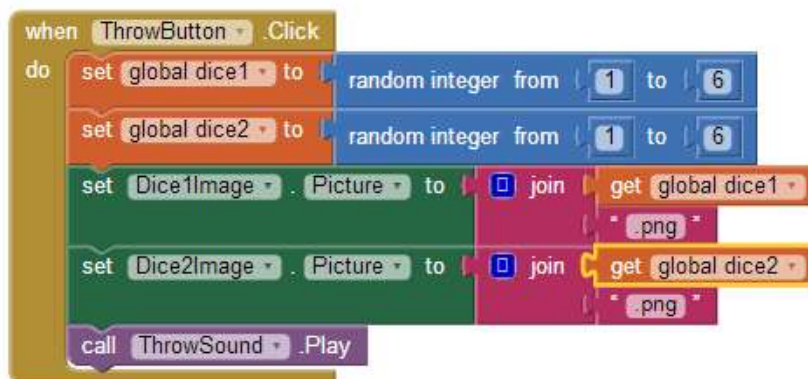 when ThrowButton .Click
do set global dice1 to random integer from 1 to 6
set global dice2 to random integer from 1 to 6
set Dice1Image . Picture to join get global dice1
" .png "
set Dice2Image . Picture to join get global dice2
" .png "
call ThrowSound .Play